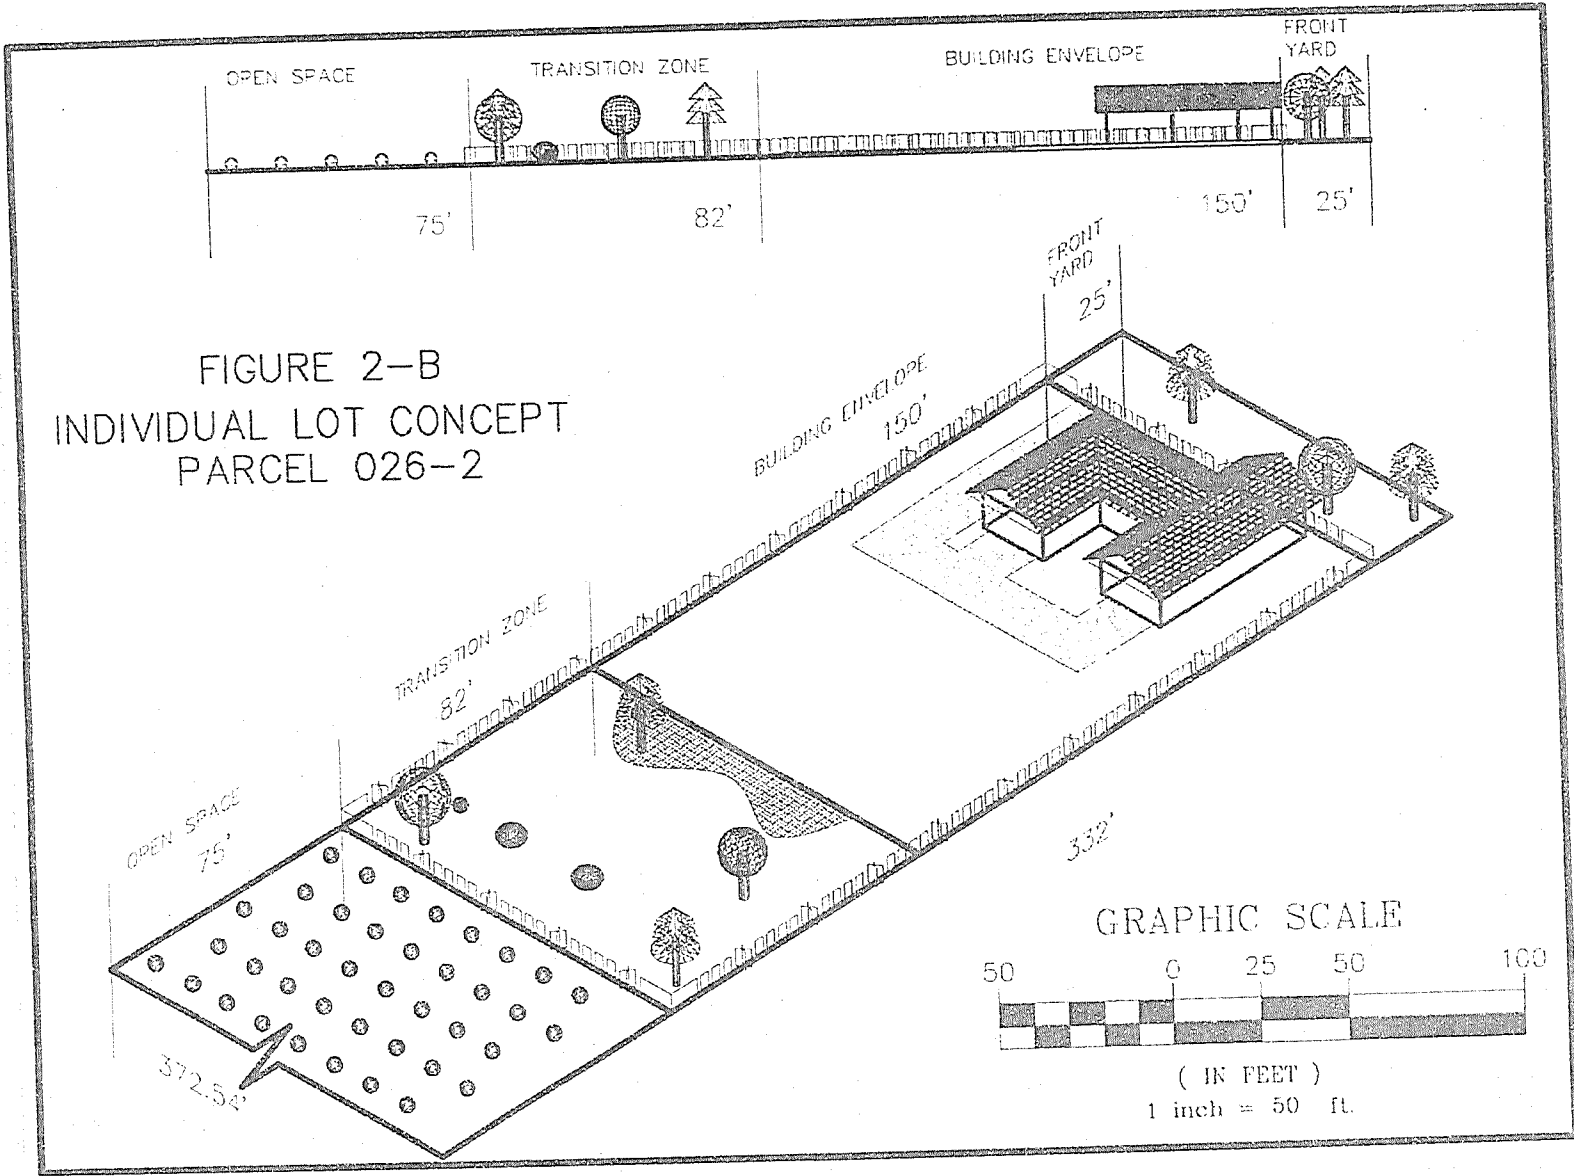 OPEN SPACE
TRANSITION ZONE
BUILDING ENVELOPE
FRONT
YARD
75'
82'
150'
25'
FIGURE 2-B
INDIVIDUAL LOT CONCEPT
PARCEL 026-2
FRONT
YARD
25'
BUILDING ENVELOPE
150'
TRANSITION ZONE
82'
OPEN SPACE
75'
372.54'
332'
GRAPHIC SCALE
50 0 25 50 100
( IN FEET )
1 inch = 50 ft.